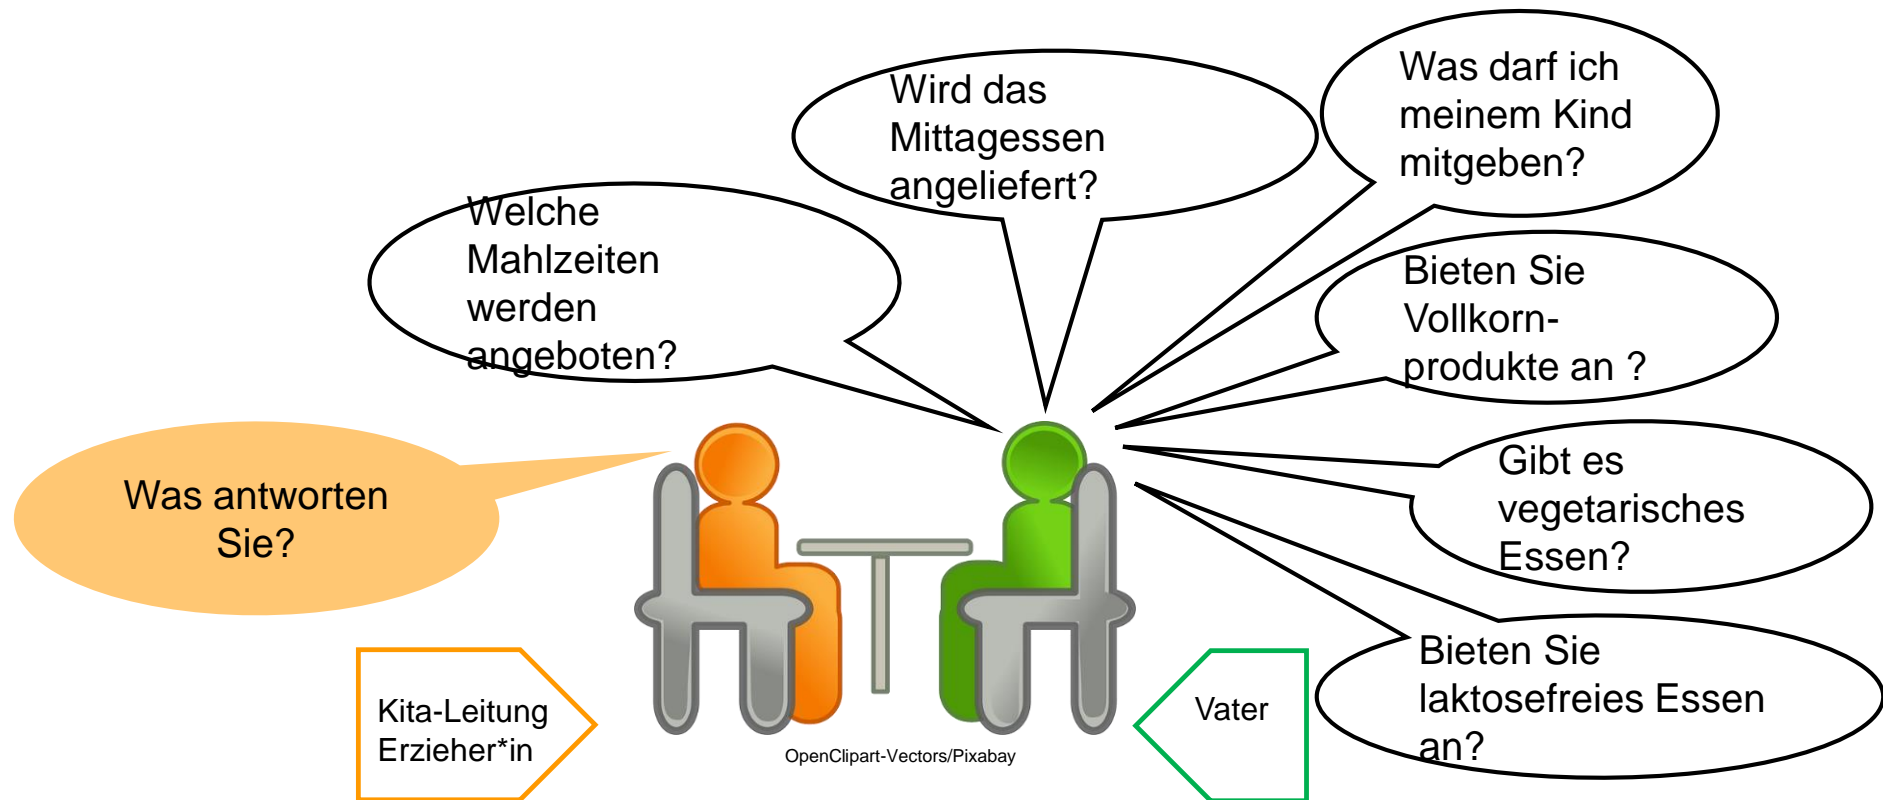 Welche
Mahlzeiten
werden
angeboten?
Wird das
Mittagessen
angeliefert?
Was darf ich
meinem Kind
mitgeben?
Bieten Sie
Vollkorn-
produkte an ?
Gibt es
vegetarisches
Essen?
Bieten Sie
laktosefreies Essen
an?
Was antworten
Sie?
Kita-Leitung
Erzieher*in
Vater
OpenClipart-Vectors/Pixabay